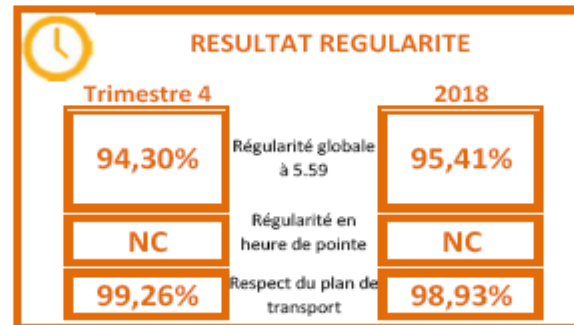 RESULTAT REGULARITE
Trimestre 4
2018
94,30%
Régularité globale
à 5.59
95,41%
NC
Régularité en
heure de pointe
NC
99,26%
Respect du plan de
transport
98,93%